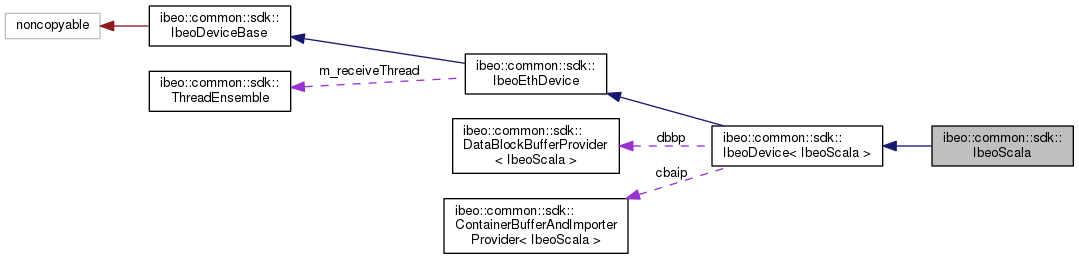 noncopyable
ibeo::common::sdk::
IbeoDeviceBase
ibeo::common::sdk::
ThreadEnsemble
m_receiveThread
ibeo::common::sdk::
IbeoEthDevice
ibeo::common::sdk::
DataBlockBufferProvider
< IbeoScala >
dbbp
ibeo::common::sdk::
IbeoDevice< IbeoScala >
ibeo::common::sdk::
IbeoScala
cbaip
ibeo::common::sdk::
ContainerBufferAndImporter
Provider< IbeoScala >